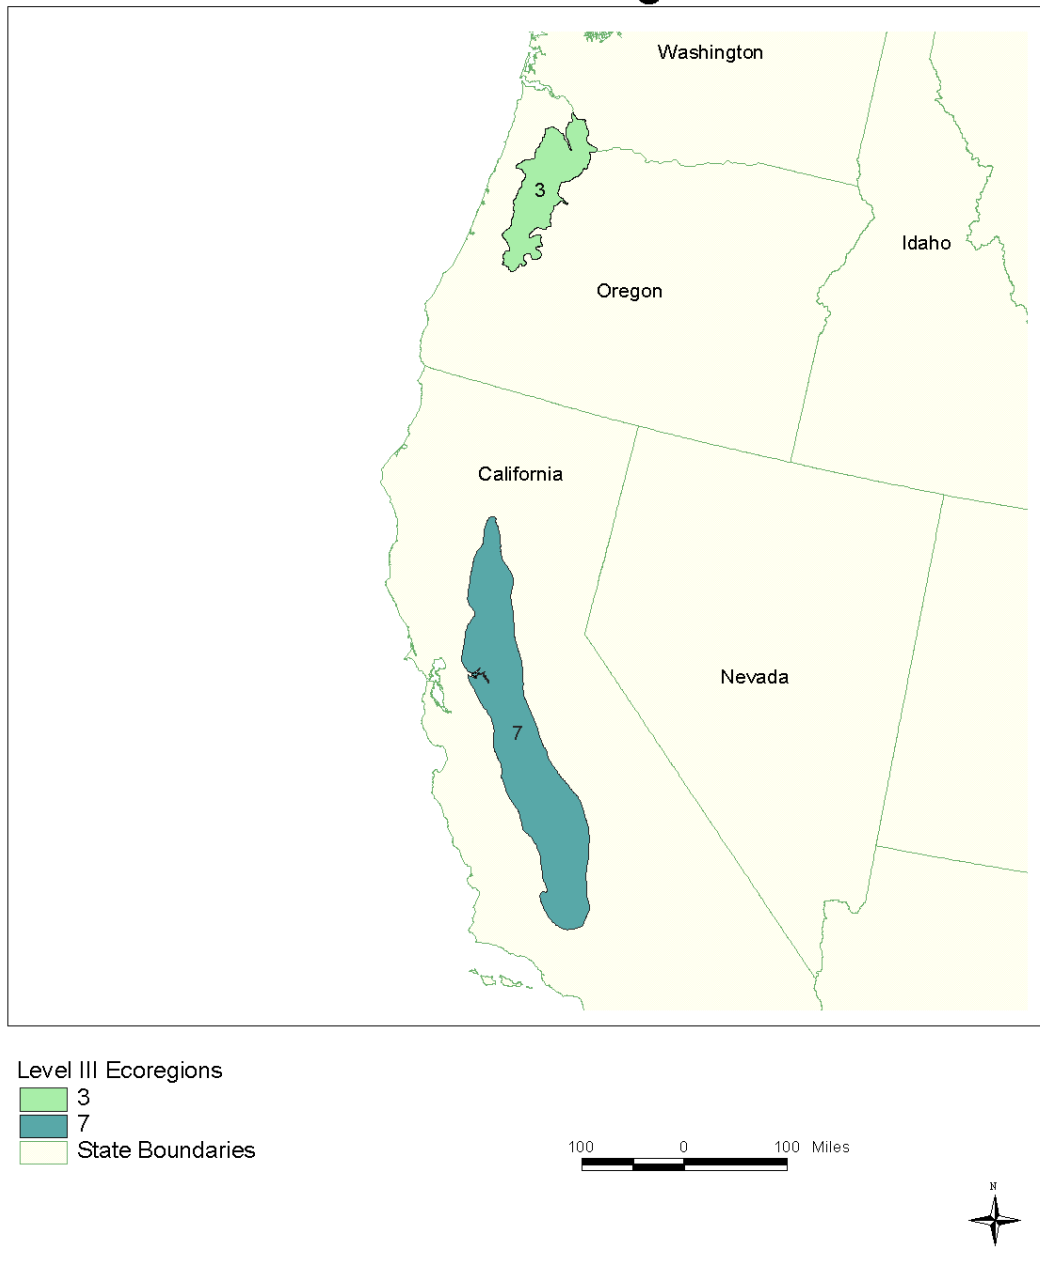 Washington
3
Idaho
Oregon
California
Nevada
7
Level III Ecoregions
3
7
State Boundaries
100 0 100 Miles
N